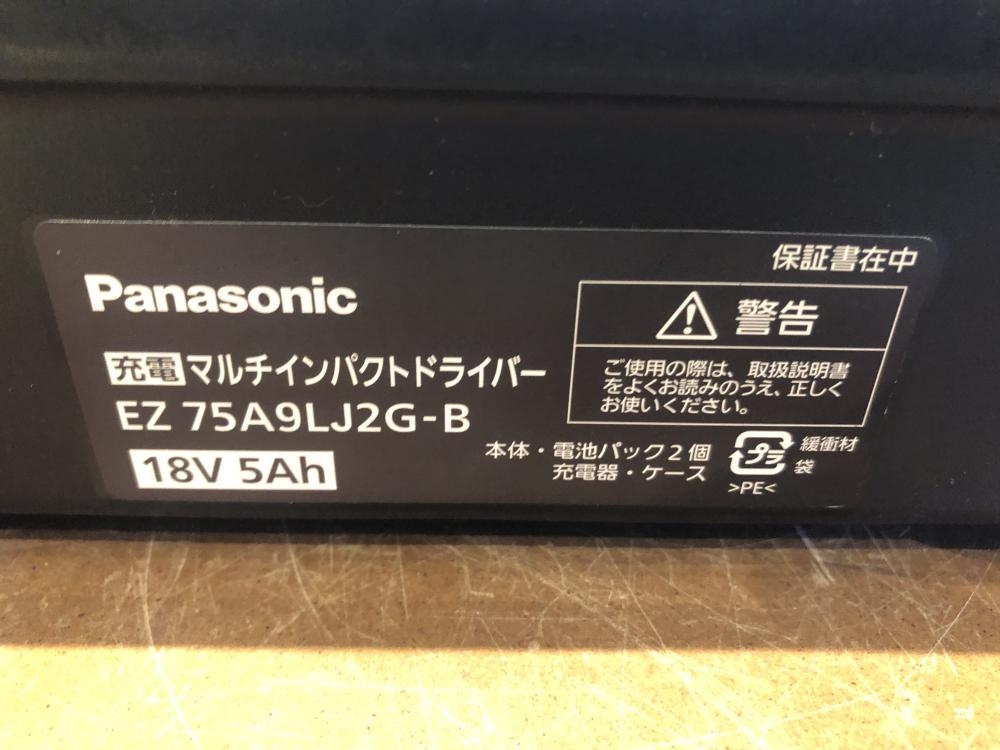 保証書在中
Panasonic
充電マルチインパクトドライバー
EZ 75A9LJ2G-B
18V 5Ah
警告
ご使用の際は、取扱説明書
をよくお読みのうえ、正しく
お使いください。
本体・電池パック2個
充電器・ケース
プラ
緩衝材
袋
>PE<